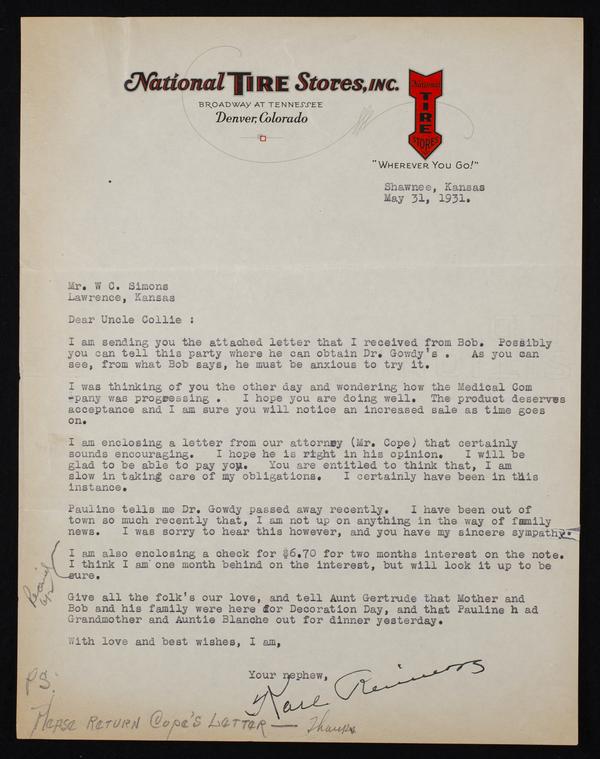 National TIRE Stores, INC.
BROADWAY AT TENNESSEE
Denver, Colorado
National
TIRE
STORES
"WHEREVER YOU GO!"
Shawnee, Kansas
May 31, 1931.
Mr. W C. Simons
Lawrence, Kansas
Dear Uncle Collie :
I am sending you the attached letter that I received from Bob. Possibly
you can tell this party where he can obtain Dr. Gowdy's . As you can
see, from what Bob says, he must be anxious to try it.
I was thinking of you the other day and wondering how the Medical Com
-pany was progressing . I hope you are doing well. The product deserves
acceptance and I am sure you will notice an increased sale as time goes
on.
I am enclosing a letter from our attorney (Mr. Cope) that certainly
sounds encouraging. I hope he is right in his opinion. I will be
glad to be able to pay you. You are entitled to think that, I am
slow in taking care of my obligations. I certainly have been in this
instance.
Pauline tells me Dr. Gowdy passed away recently. I have been out of
town so much recently that, I am not up on anything in the way of family
news. I was sorry to hear this however, and you have my sincere sympathy.
I am also enclosing a check for $6.70 for two months interest on the note.
I think I am one month behind on the interest, but will look it up to be
sure.
Give all the folk's our love, and tell Aunt Gertrude that Mother and
Bob and his family were here for Decoration Day, and that Pauline h ad
Grandmother and Auntie Blanche out for dinner yesterday.
With love and best wishes, I am,
Your nephew,
Karl
PS.
Please RETURN Cope's LETTER — Thanks